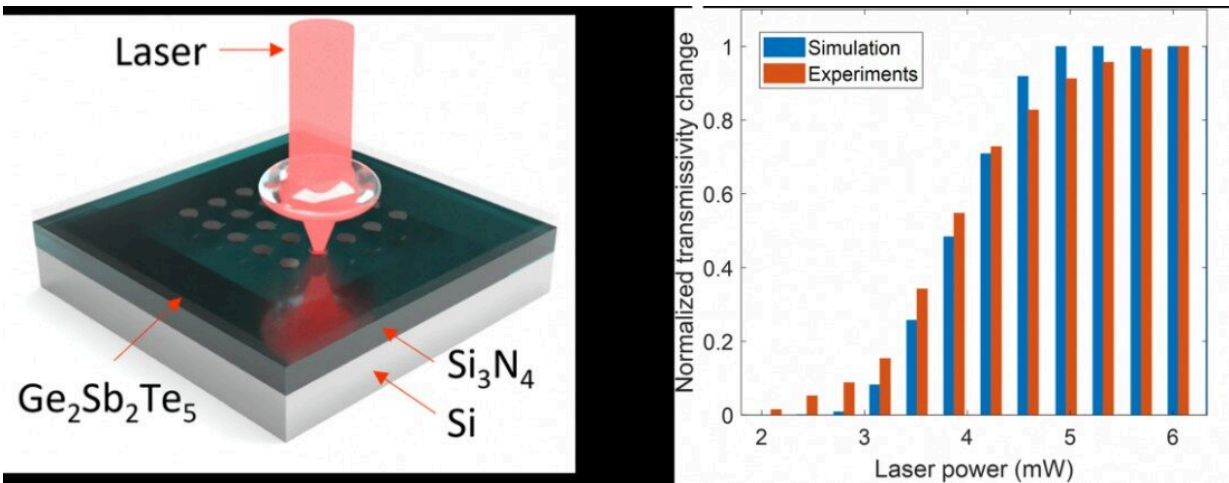 Laser
Ge₂Sb₂Te₅
Si₃N₄
Si
Normalized transmissivity change
1
0.8
0.6
0.4
0.2
0
Simulation
Experiments
2 3 4 5 6
Laser power (mW)